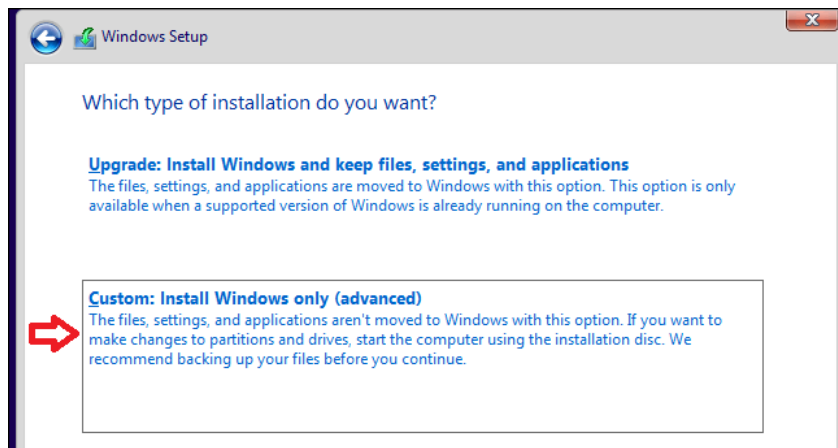 Windows Setup
Which type of installation do you want?
Upgrade: Install Windows and keep files, settings, and applications
The files, settings, and applications are moved to Windows with this option. This option is only
available when a supported version of Windows is already running on the computer.
Custom: Install Windows only (advanced)
The files, settings, and applications aren't moved to Windows with this option. If you want to
make changes to partitions and drives, start the computer using the installation disc. We
recommend backing up your files before you continue.